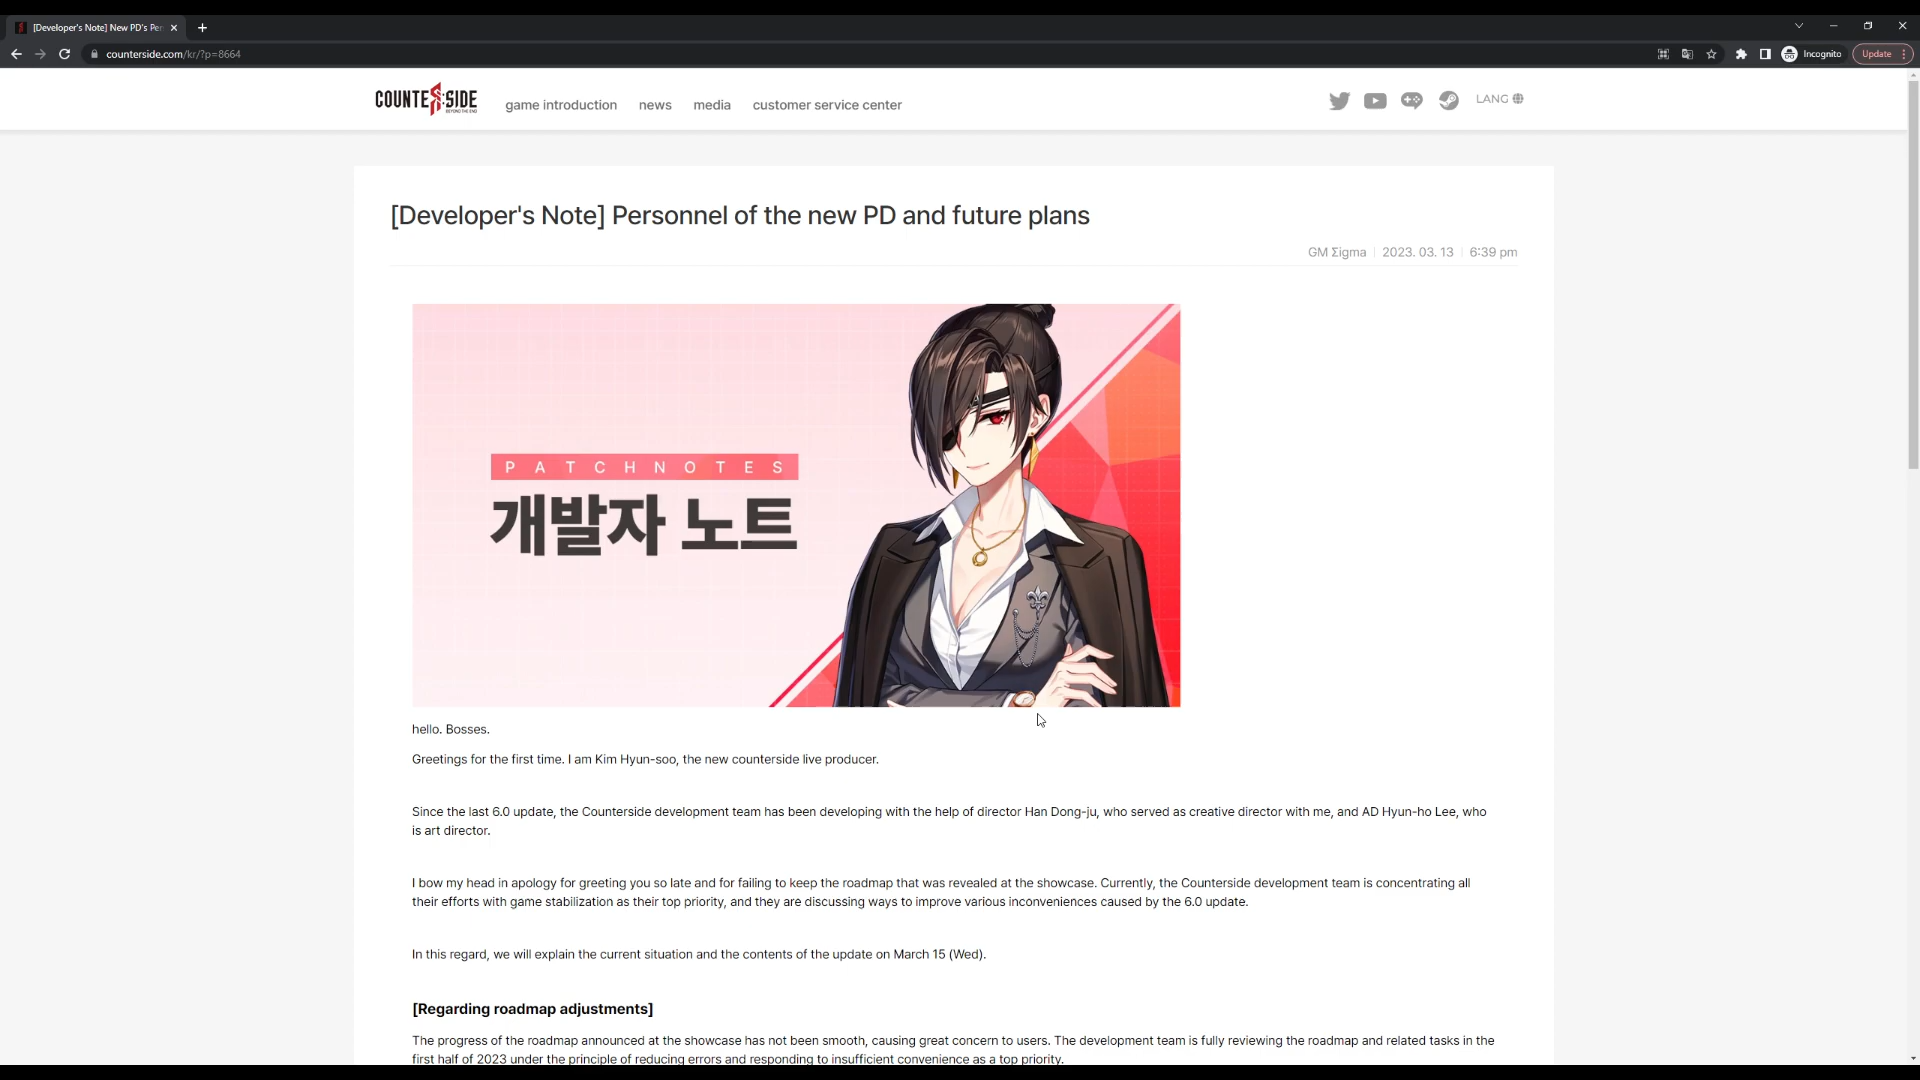 [Developer's Note] New PD's Per
counterside.com/kr/?p=8664
Incognito
Update
COUNTERSIDE
BEYOND THE END
game introduction
news
media
customer service center
LANG
[Developer's Note] Personnel of the new PD and future plans
GM Σigma | 2023. 03. 13 | 6:39 pm
PATCHNOTES
개발자 노트
hello. Bosses.
Greetings for the first time. I am Kim Hyun-soo, the new counterside live producer.
Since the last 6.0 update, the Counterside development team has been developing with the help of director Han Dong-ju, who served as creative director with me, and AD Hyun-ho Lee, who
is art director.
I bow my head in apology for greeting you so late and for failing to keep the roadmap that was revealed at the showcase. Currently, the Counterside development team is concentrating all
their efforts with game stabilization as their top priority, and they are discussing ways to improve various inconveniences caused by the 6.0 update.
In this regard, we will explain the current situation and the contents of the update on March 15 (Wed).
[Regarding roadmap adjustments]
The progress of the roadmap announced at the showcase has not been smooth, causing great concern to users. The development team is fully reviewing the roadmap and related tasks in the
first half of 2023 under the principle of reducing errors and responding to insufficient convenience as a top priority.